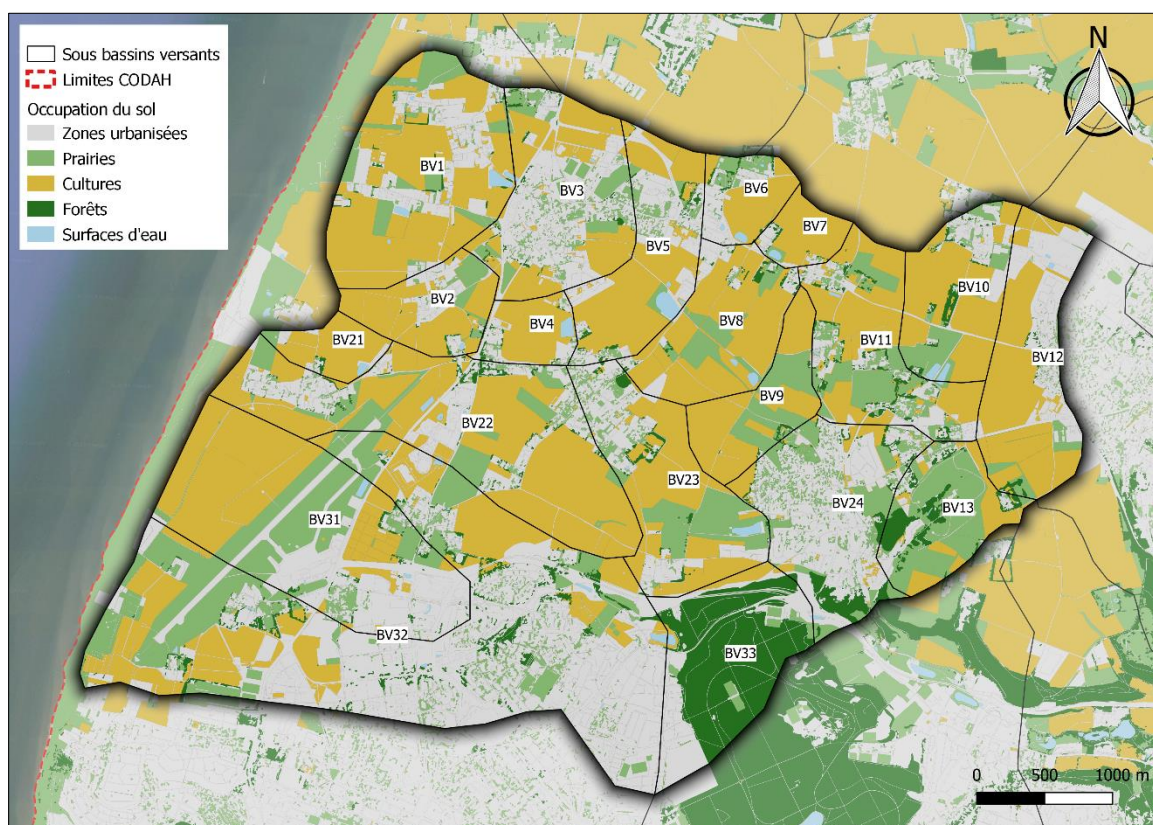 Sous bassins versants
Limites CODAH
Occupation du sol
Zones urbanisées
Prairies
Cultures
Forêts
Surfaces d'eau
N
BV1
BV3
BV6
BV7
BV5
BV10
BV2
BV4
BV8
BV21
BV11
BV12
BV9
BV22
BV23
BV24
BV13
BV31
BV32
BV33
0 500 1000 m